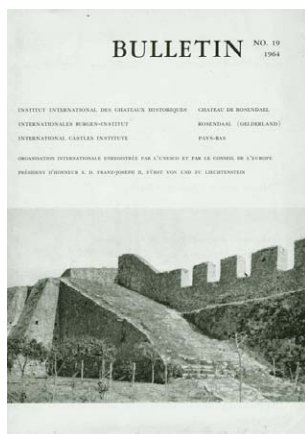 BULLETIN NO. 19
1964
INSTITUT INTERNATIONAL DES CHATEAUX HISTORIQUES CHATEAU DE ROSENDAEL
INTERNATIONALES BURGEN-INSTITUT ROSENDAAL (GELDERLAND)
INTERNATIONAL CASTLES INSTITUTE PAYS-BAS
ORGANISATION INTERNATIONALE ENREGISTRÉE PAR L'UNESCO ET PAR LE CONSEIL DE L'EUROPE
PRÉSIDENT D'HONNEUR S. D. FRANZ-JOSEPH II, FÜRST VON UND ZU LIECHTENSTEIN